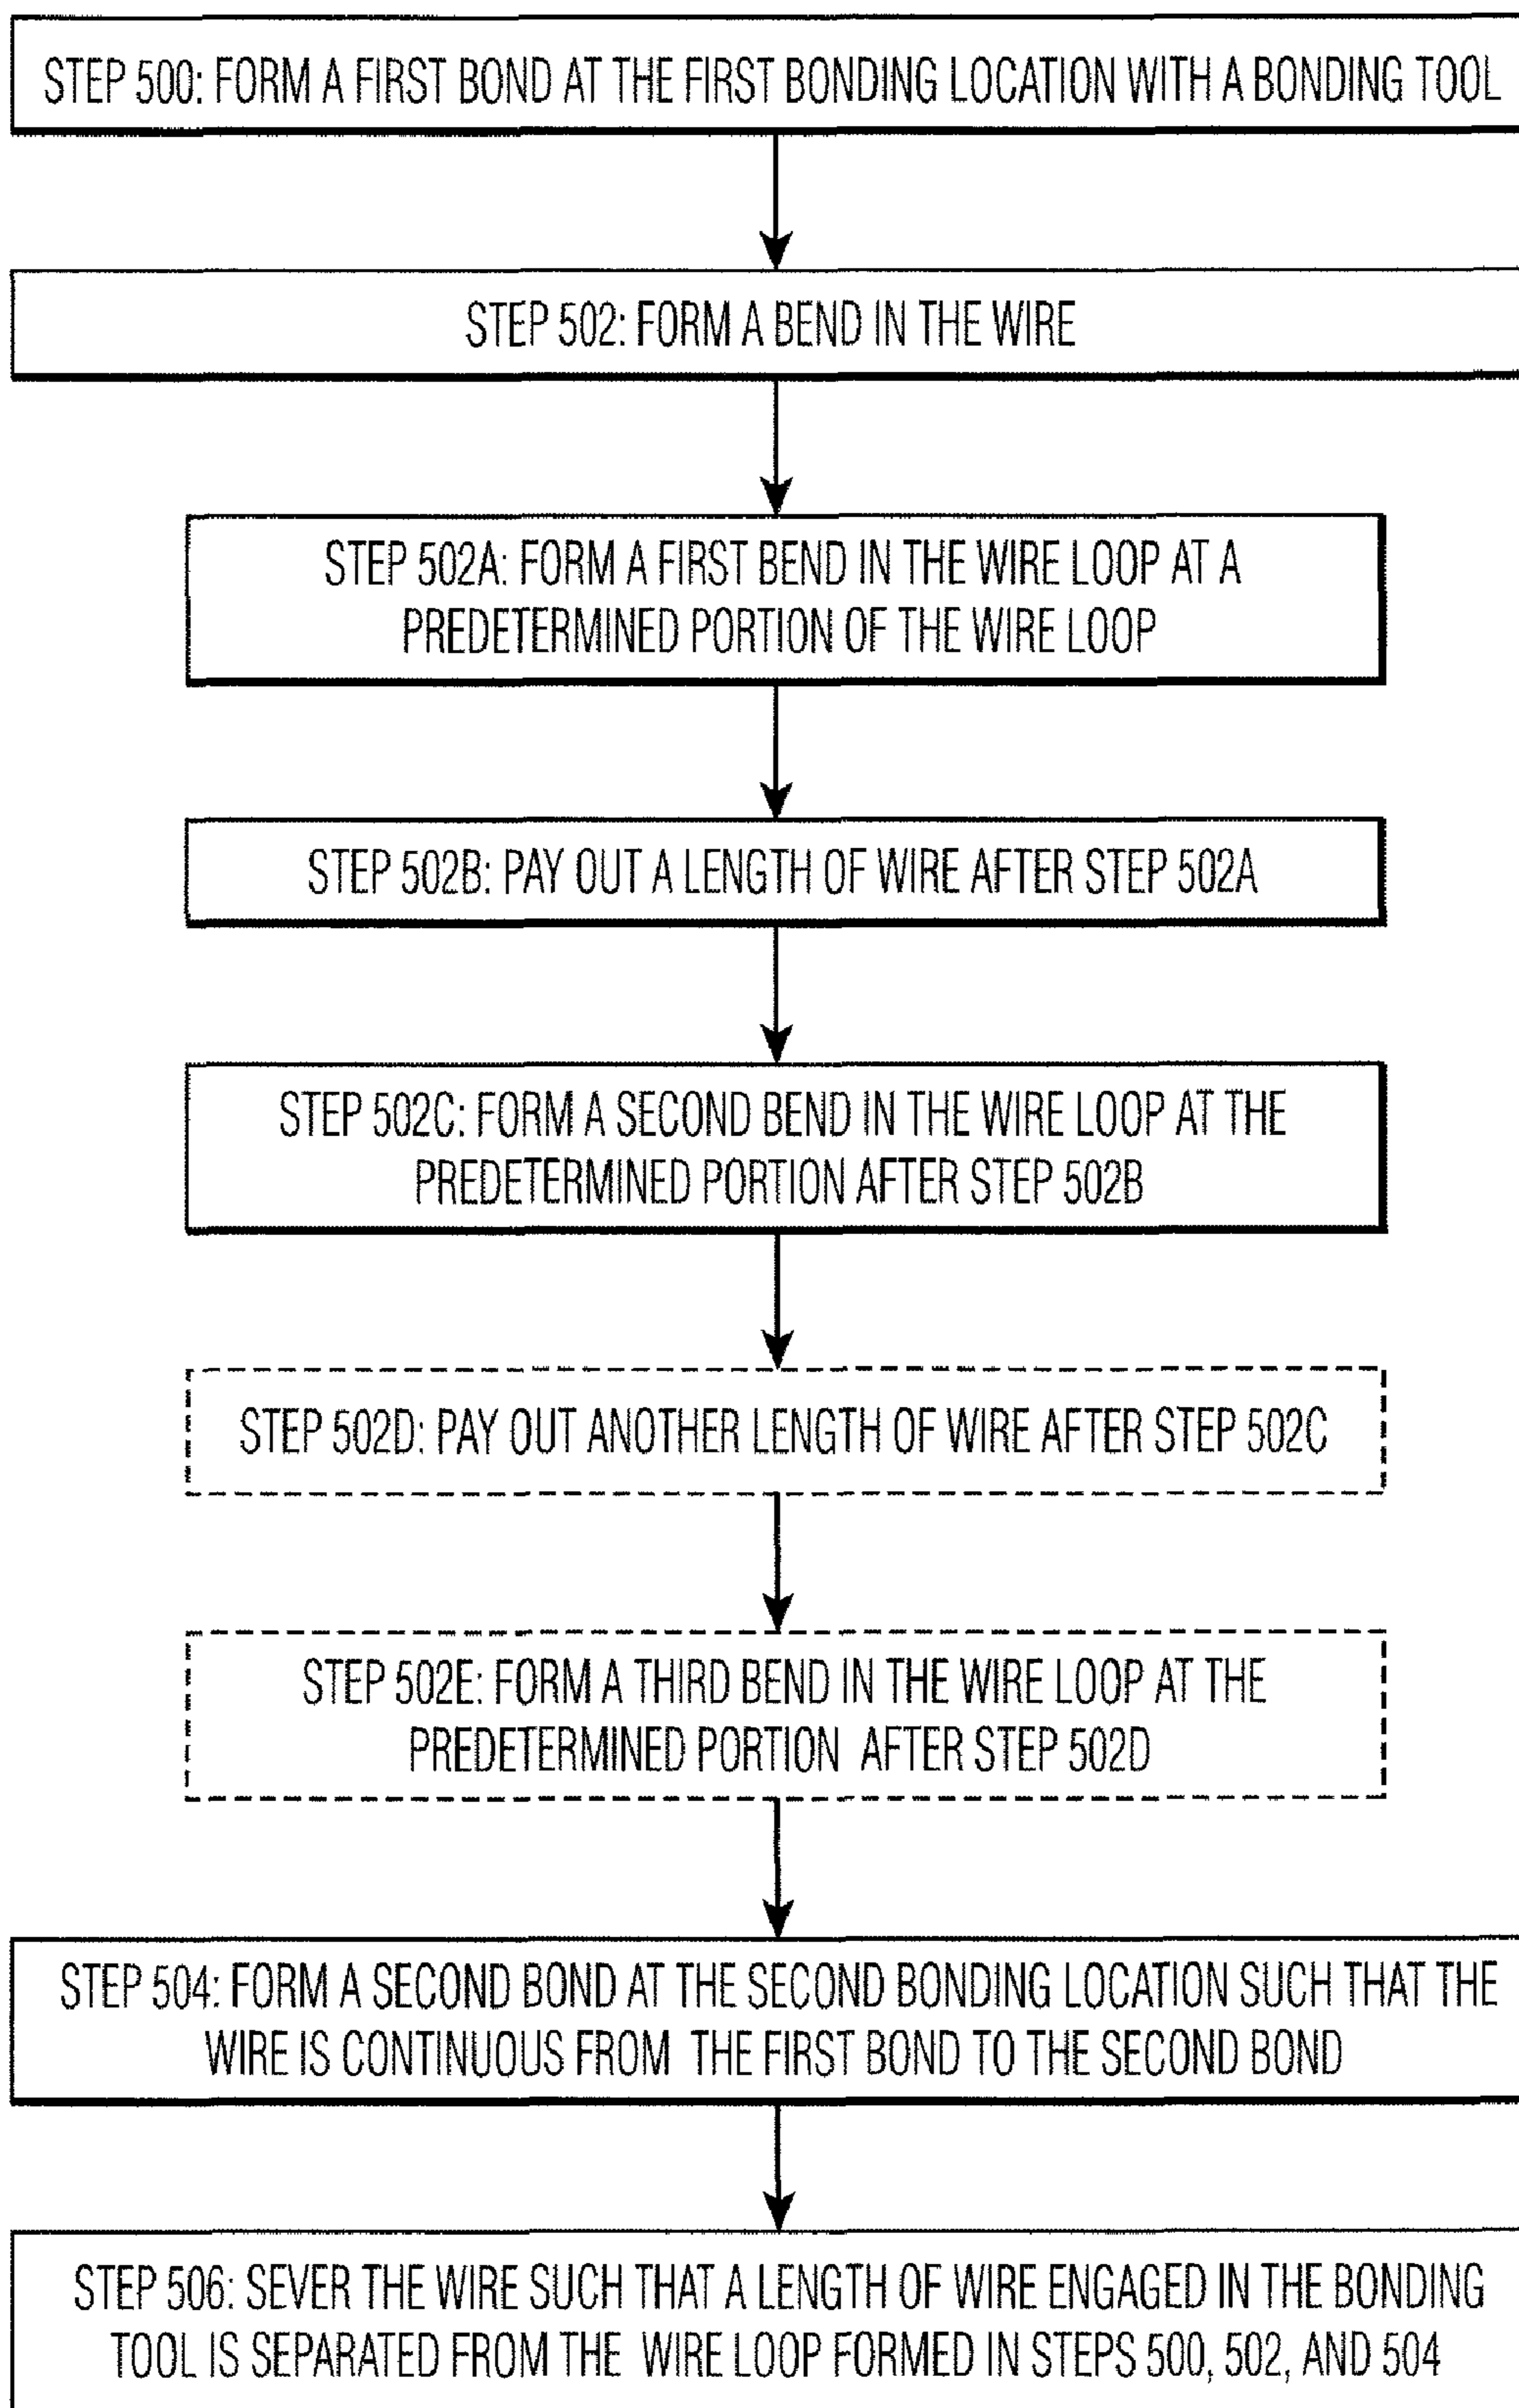 STEP 500: FORM A FIRST BOND AT THE FIRST BONDING LOCATION WITH A BONDING TOOL
STEP 502: FORM A BEND IN THE WIRE
STEP 502A: FORM A FIRST BEND IN THE WIRE LOOP AT A
PREDETERMINED PORTION OF THE WIRE LOOP
STEP 502B: PAY OUT A LENGTH OF WIRE AFTER STEP 502A
STEP 502C: FORM A SECOND BEND IN THE WIRE LOOP AT THE
PREDETERMINED PORTION AFTER STEP 502B
STEP 502D: PAY OUT ANOTHER LENGTH OF WIRE AFTER STEP 502C
STEP 502E: FORM A THIRD BEND IN THE WIRE LOOP AT THE
PREDETERMINED PORTION AFTER STEP 502D
STEP 504: FORM A SECOND BOND AT THE SECOND BONDING LOCATION SUCH THAT THE
WIRE IS CONTINUOUS FROM THE FIRST BOND TO THE SECOND BOND
STEP 506: SEVER THE WIRE SUCH THAT A LENGTH OF WIRE ENGAGED IN THE BONDING
TOOL IS SEPARATED FROM THE WIRE LOOP FORMED IN STEPS 500, 502, AND 504